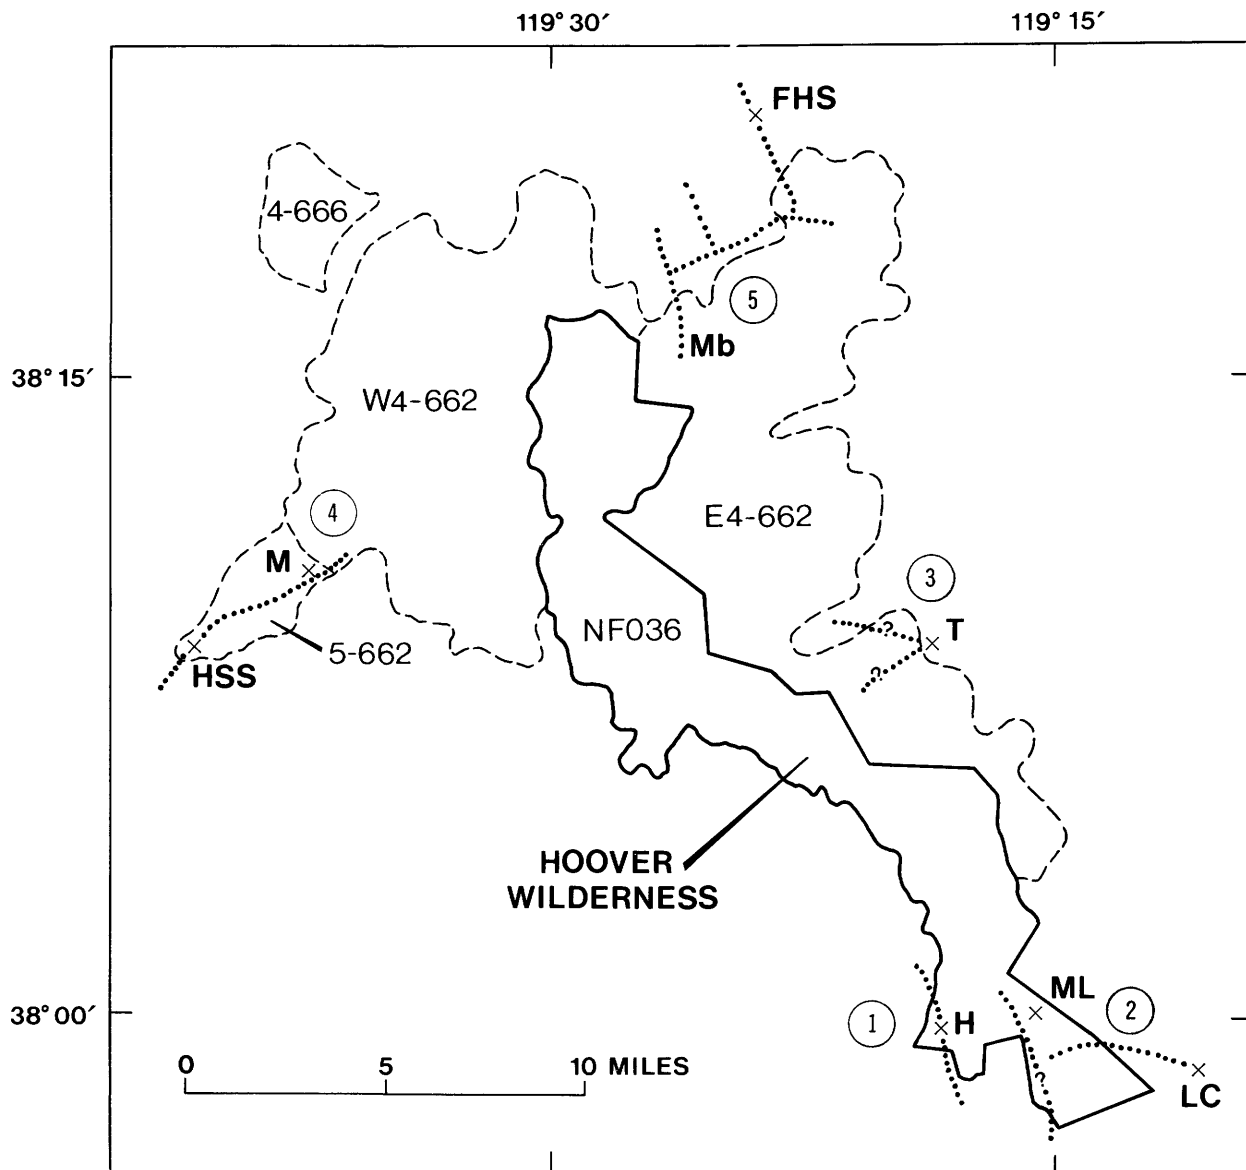 119° 30′
119° 15′
FHS
4-666
5
Mb
38° 15′
W4-662
E4-662
4
M
3
T
?
NF036
5-662
HSS
?
HOOVER
WILDERNESS
ML
38° 00′
1
H
2
0
5
10 MILES
?
LC